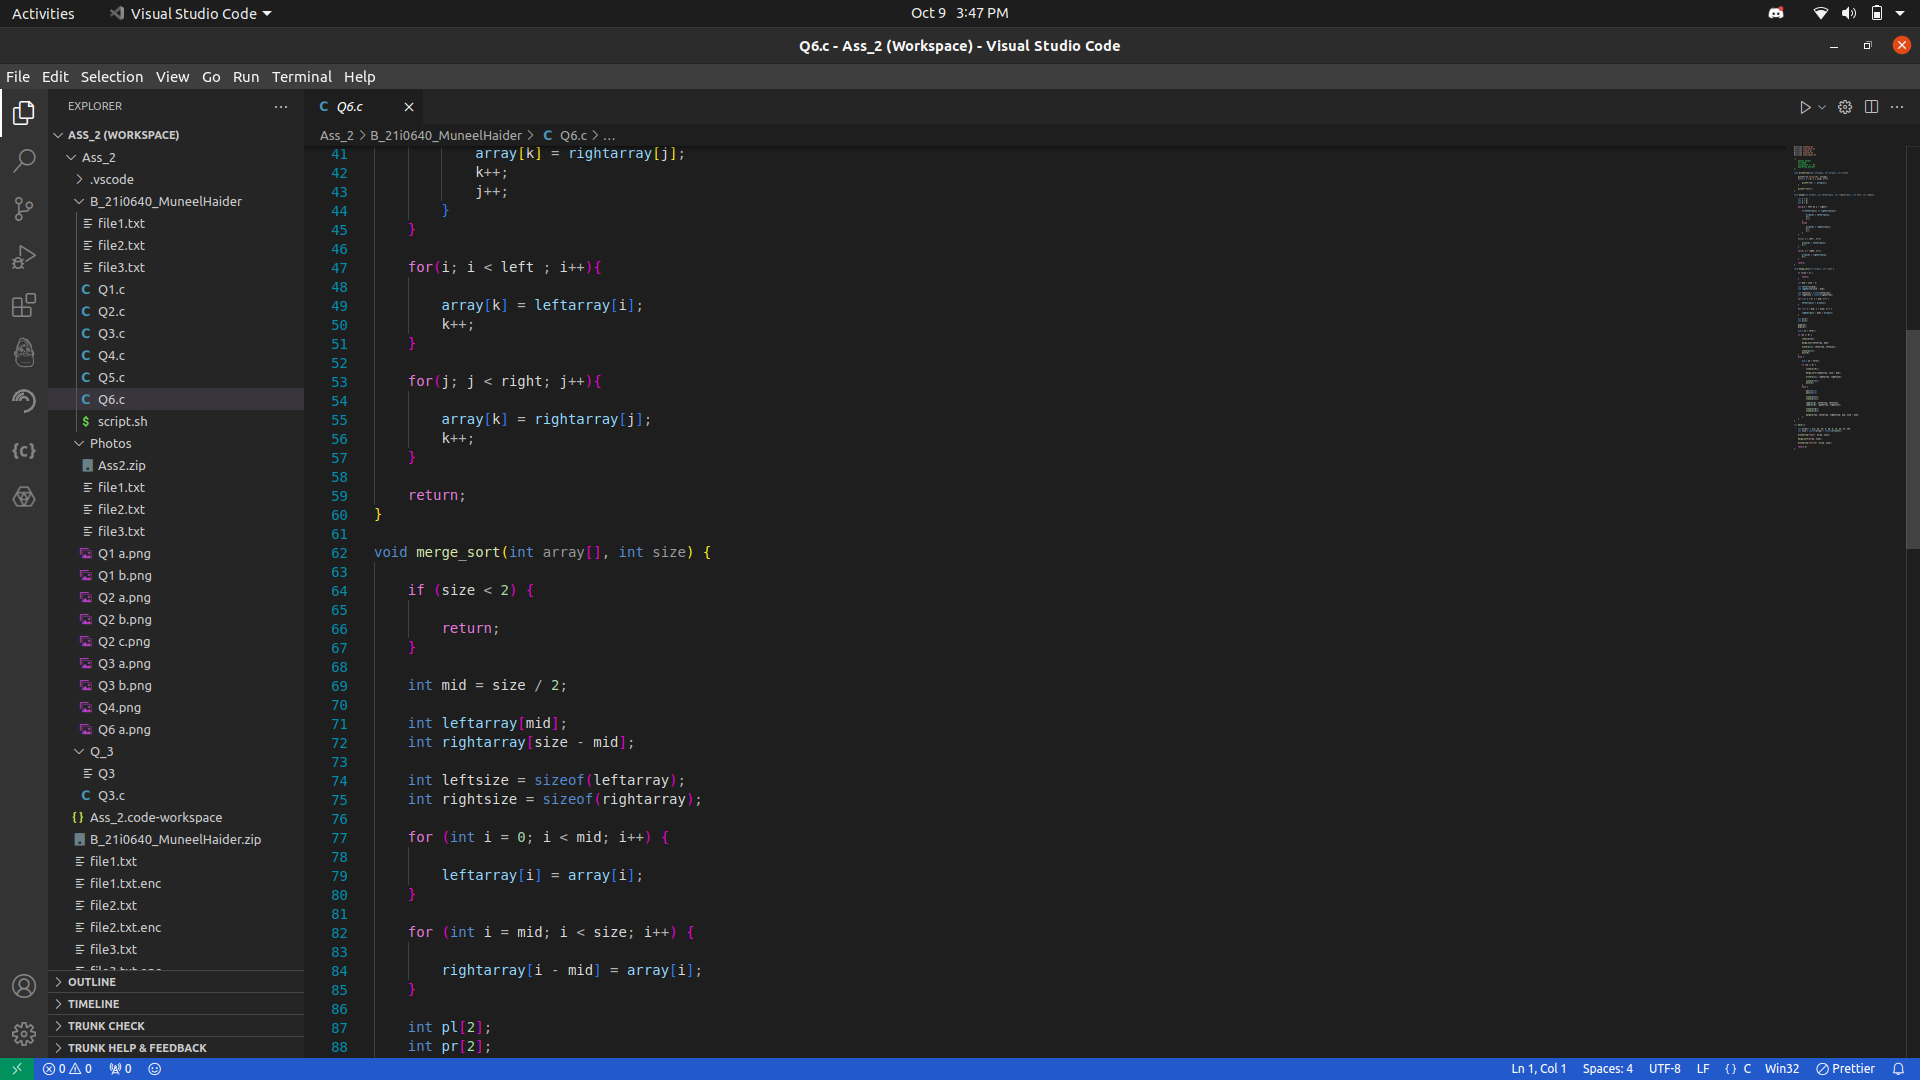 Activities
Visual Studio Code
Oct 9 3:47 PM
Q6.c - Ass_2 (Workspace) - Visual Studio Code
File Edit Selection View Go Run Terminal Help
EXPLORER
ASS_2 (WORKSPACE)
Ass_2
.vscode
B_21i0640_MuneelHaider
file1.txt
file2.txt
file3.txt
C Q1.c
C Q2.c
C Q3.c
C Q4.c
C Q5.c
C Q6.c
$ script.sh
Photos
Ass2.zip
file1.txt
file2.txt
file3.txt
Q1 a.png
Q1 b.png
Q2 a.png
Q2 b.png
Q2 c.png
Q3 a.png
Q3 b.png
Q4.png
Q6 a.png
Q_3
Q3
C Q3.c
{} Ass_2.code-workspace
B_21i0640_MuneelHaider.zip
file1.txt
file1.txt.enc
file2.txt
file2.txt.enc
file3.txt
OUTLINE
TIMELINE
TRUNK CHECK
TRUNK HELP & FEEDBACK
C Q6.c
Ass_2 > B_21i0640_MuneelHaider > C Q6.c > ...
41 array[k] = rightarray[j];
42 k++;
43 j++;
44 }
45 }
46
47 for(i; i < left ; i++){
48
49 array[k] = leftarray[i];
50 k++;
51 }
52
53 for(j; j < right; j++){
54
55 array[k] = rightarray[j];
56 k++;
57 }
58
59 return;
60 }
61
62 void merge_sort(int array[], int size) {
63
64 if (size < 2) {
65
66 return;
67 }
68
69 int mid = size / 2;
70
71 int leftarray[mid];
72 int rightarray[size - mid];
73
74 int leftsize = sizeof(leftarray);
75 int rightsize = sizeof(rightarray);
76
77 for (int i = 0; i < mid; i++) {
78
79 leftarray[i] = array[i];
80 }
81
82 for (int i = mid; i < size; i++) {
83
84 rightarray[i - mid] = array[i];
85 }
86
87 int pl[2];
88 int pr[2];
0 0 0
Ln 1, Col 1 Spaces: 4 UTF-8 LF {} C Win32 Prettier